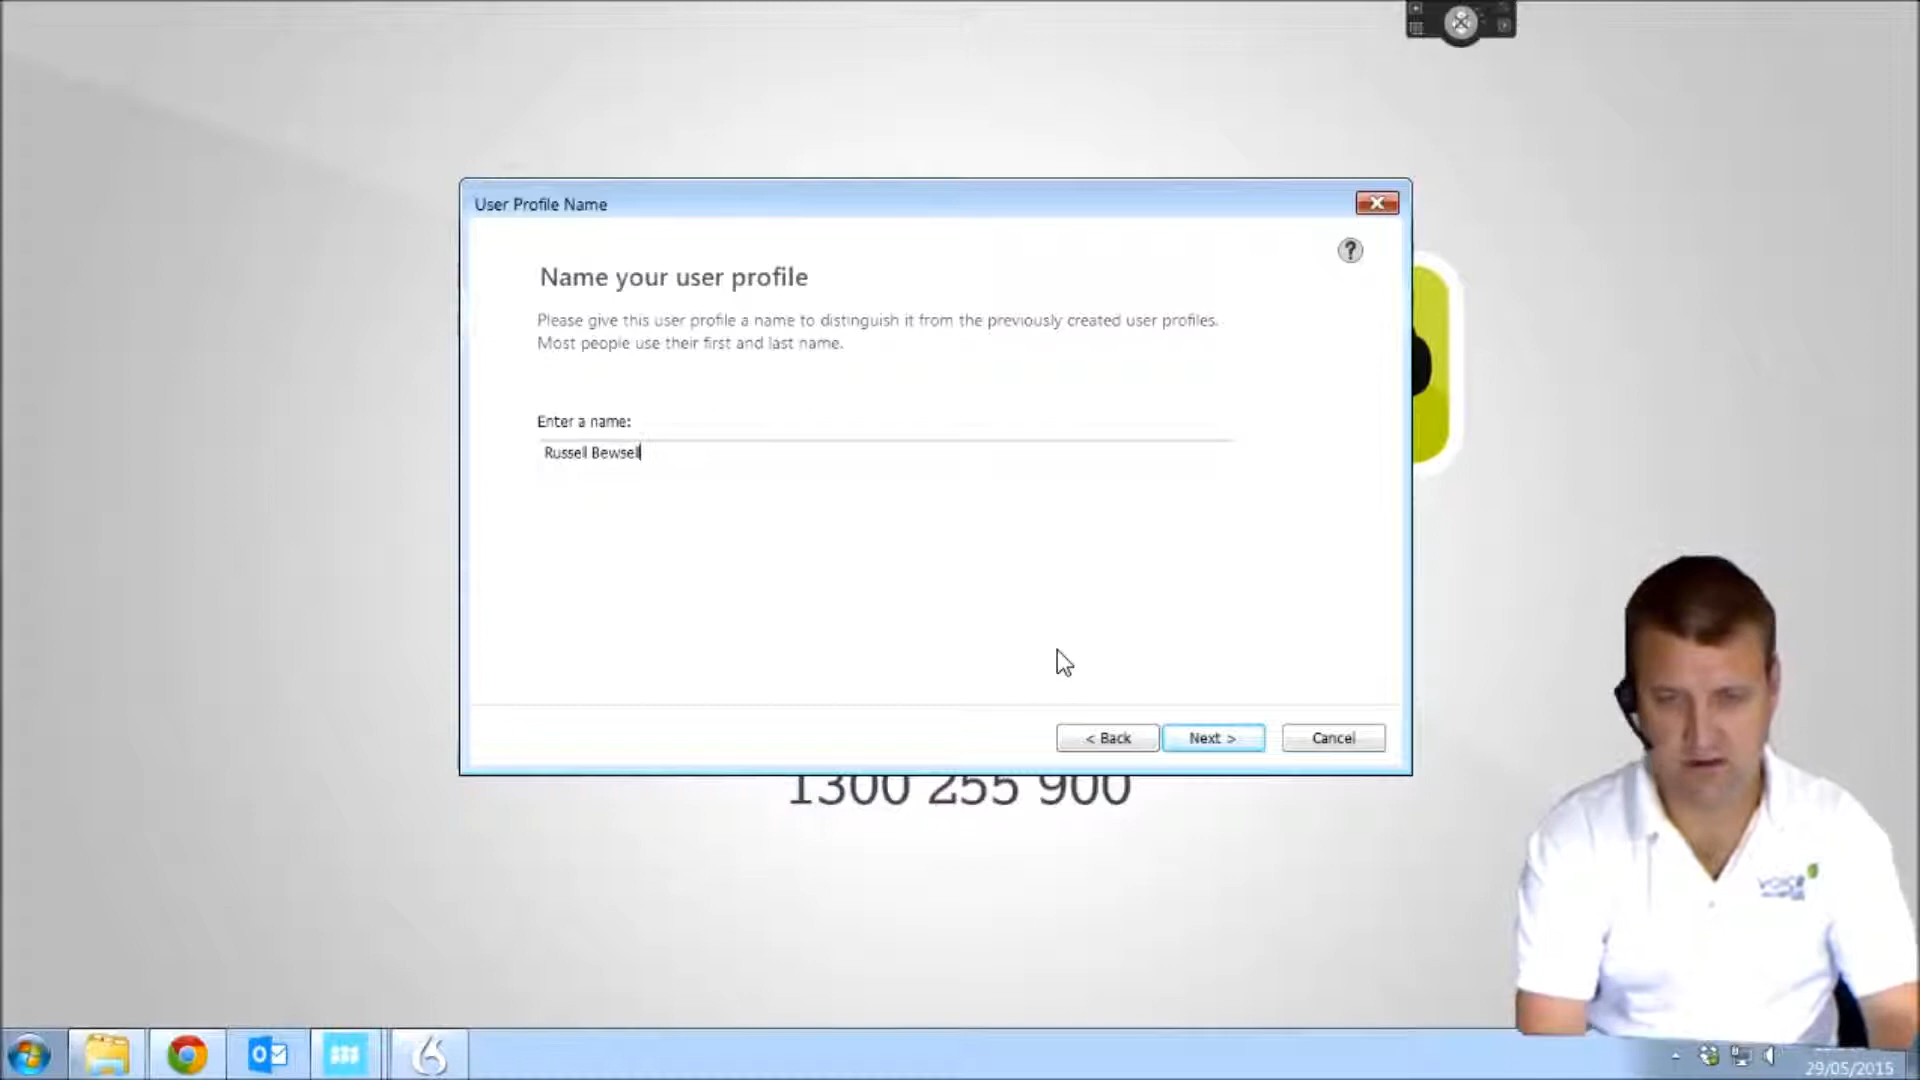 User Profile Name
Name your user profile
Please give this user profile a name to distinguish it from the previously created user profiles.
Most people use their first and last name.
Enter a name:
Russell Bewsell
< Back
Next >
Cancel
1300 255 900
VOICE
29/05/2015